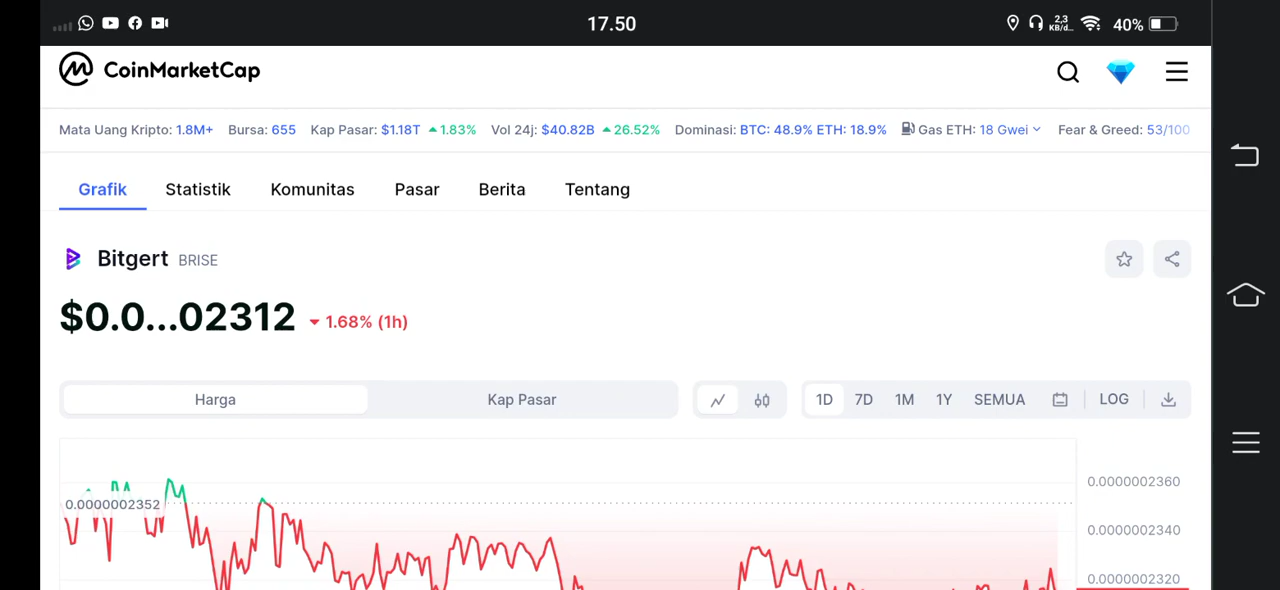 17.50
2,3 KB/d... 40%
CoinMarketCap
Mata Uang Kripto: 1.8M+ Bursa: 655 Kap Pasar: $1.18T 1.83% Vol 24j: $40.82B 26.52% Dominasi: BTC: 48.9% ETH: 18.9% Gas ETH: 18 Gwei Fear & Greed: 53/100
Grafik Statistik Komunitas Pasar Berita Tentang
Bitgert BRISE
$0.0...02312 1.68% (1h)
Harga Kap Pasar 1D 7D 1M 1Y SEMUA LOG
0.0000002360
0.0000002352
0.0000002340
0.0000002320